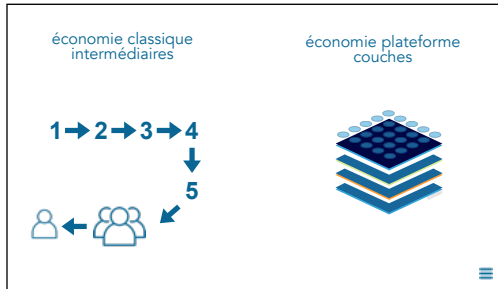 économie classique
intermédiaires
économie plateforme
couches
1 2 3 4
5